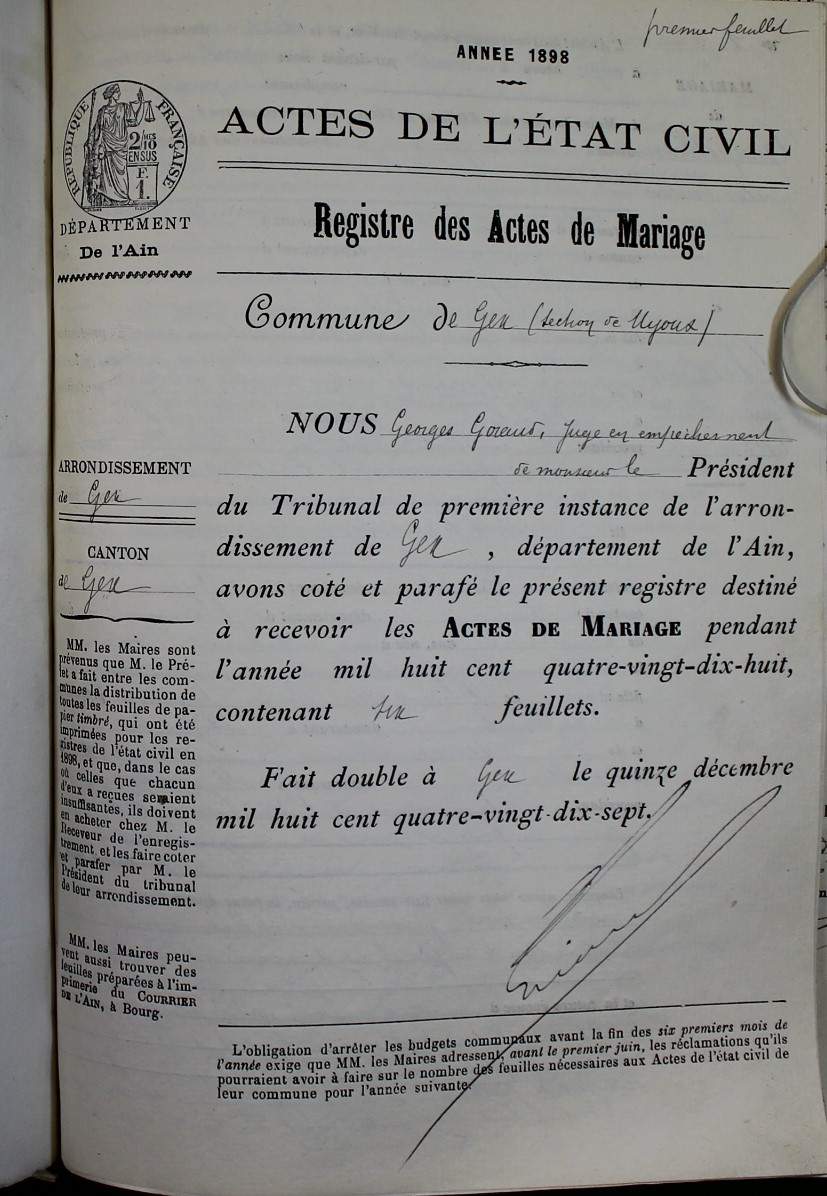 premier feuillet
ANNEE 1898
ACTES DE L'ÉTAT CIVIL
Registre des Actes de Mariage
RÉPUBLIQUE FRANÇAISE
2/10 EN SUS
F.
1.
DÉPARTEMENT
De l'Ain
Commune de Gex (section de Mijoux)
NOUS Georges Goraud, Juge en empêchement
de monsieur le Président
du Tribunal de première instance de l'arron-
dissement de Gex, département de l'Ain,
avons coté et parafé le présent registre destiné
à recevoir les ACTES DE MARIAGE pendant
l'année mil huit cent quatre-vingt-dix-huit,
contenant six feuillets.
Fait double à Gex le quinze décembre
mil huit cent quatre-vingt-dix-sept.
ARRONDISSEMENT
de Gex
CANTON
de Gex
MM. les Maires sont
prévenus que M. le Pré-
fet a fait entre les com-
munes la distribution de
toutes les feuilles de pa-
pier timbré, qui ont été
imprimées pour les re-
gistres de l'état civil en
1898, et que, dans le cas
où celles que chacun
d'eux a reçues seraient
insuffisantes, ils doivent
en acheter chez M. le
Receveur de l'enregis-
trement, et les faire coter
et parafer par M. le
Président du tribunal
de leur arrondissement.
MM. les Maires peu-
vent aussi trouver des
feuilles préparées à l'im-
primerie du COURRIER
DE L'AIN, à Bourg.
L'obligation d'arrêter les budgets communaux avant la fin des six premiers mois de
l'année exige que MM. les Maires adressent, avant le premier juin, les réclamations qu'ils
pourraient avoir à faire sur le nombre des feuilles nécessaires aux Actes de l'état civil de
leur commune pour l'année suivante.